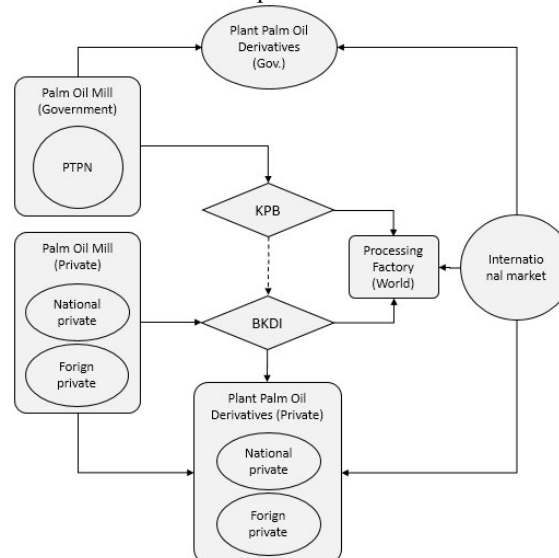 Plant Palm Oil
Derivatives
(Gov.)
Palm Oil Mill
(Government)
PTPN
KPB
Palm Oil Mill
(Private)
National
private
Forign
private
BKDI
Processing
Factory
(World)
Internatio
nal market
Plant Palm Oil
Derivatives (Private)
National
private
Forign
private